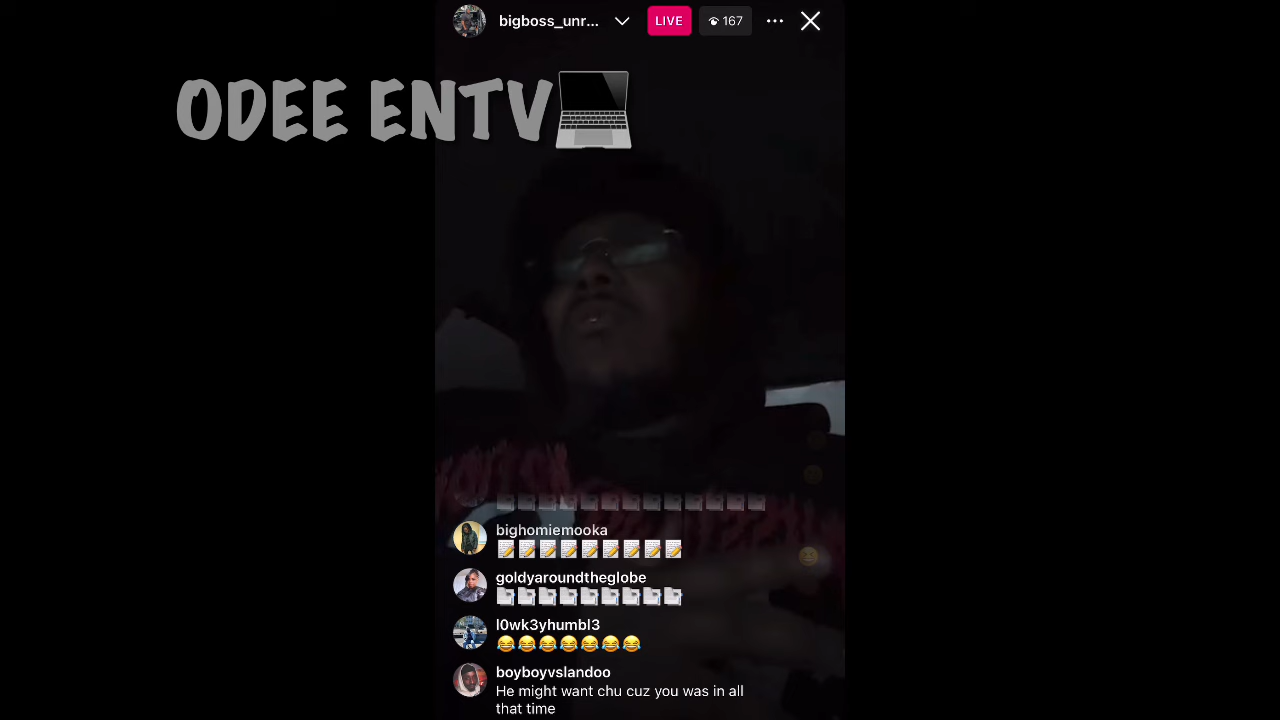 bigboss_unr...
LIVE
167
ODEE ENTV
bighomiemooka
goldyaroundtheglobe
l0wk3yhumbl3
boyboyvslandoo
He might want chu cuz you was in all
that time